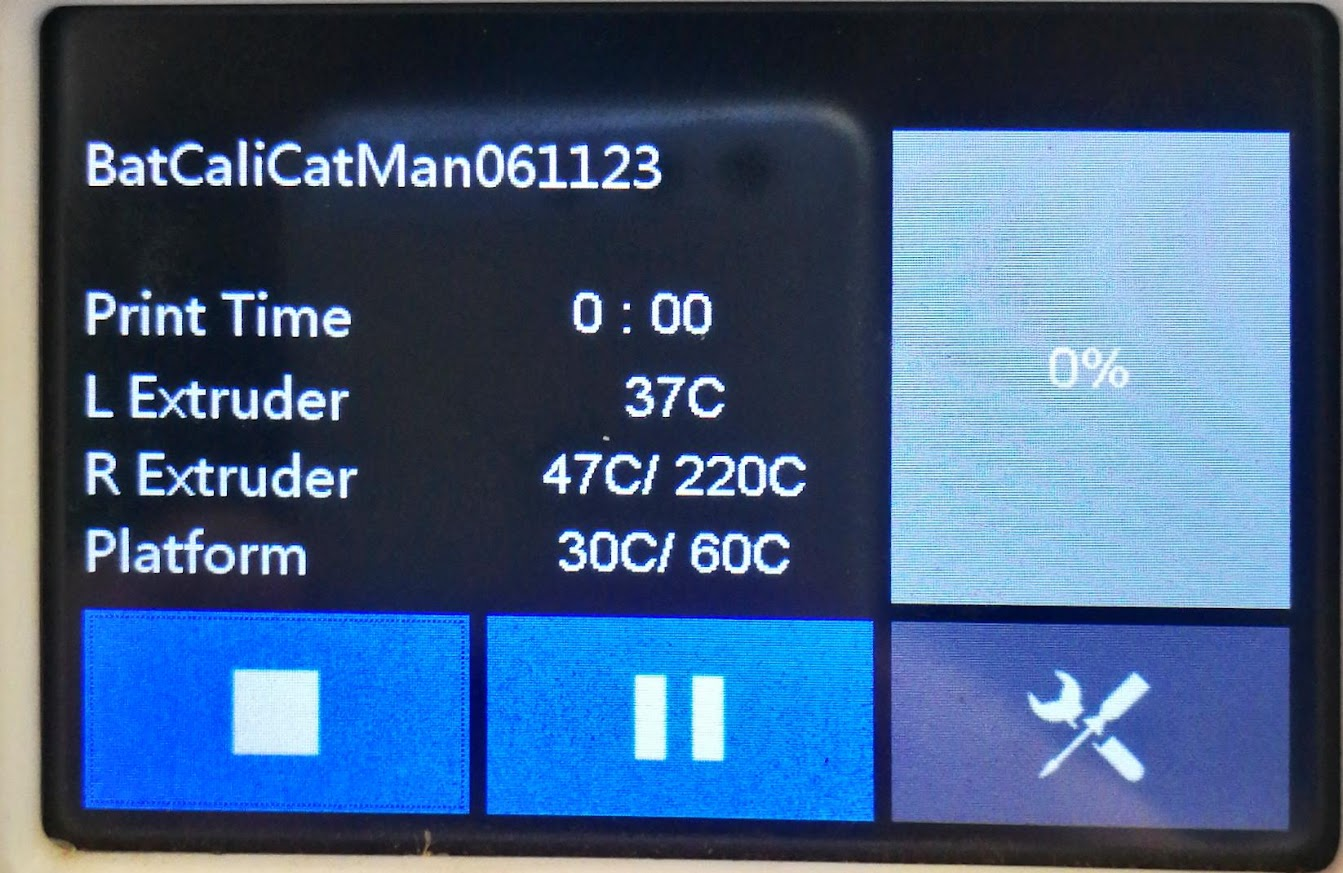 BatCaliCatMan061123
Print Time 0 : 00
L Extruder 37C
R Extruder 47C/ 220C
Platform 30C/ 60C
0%